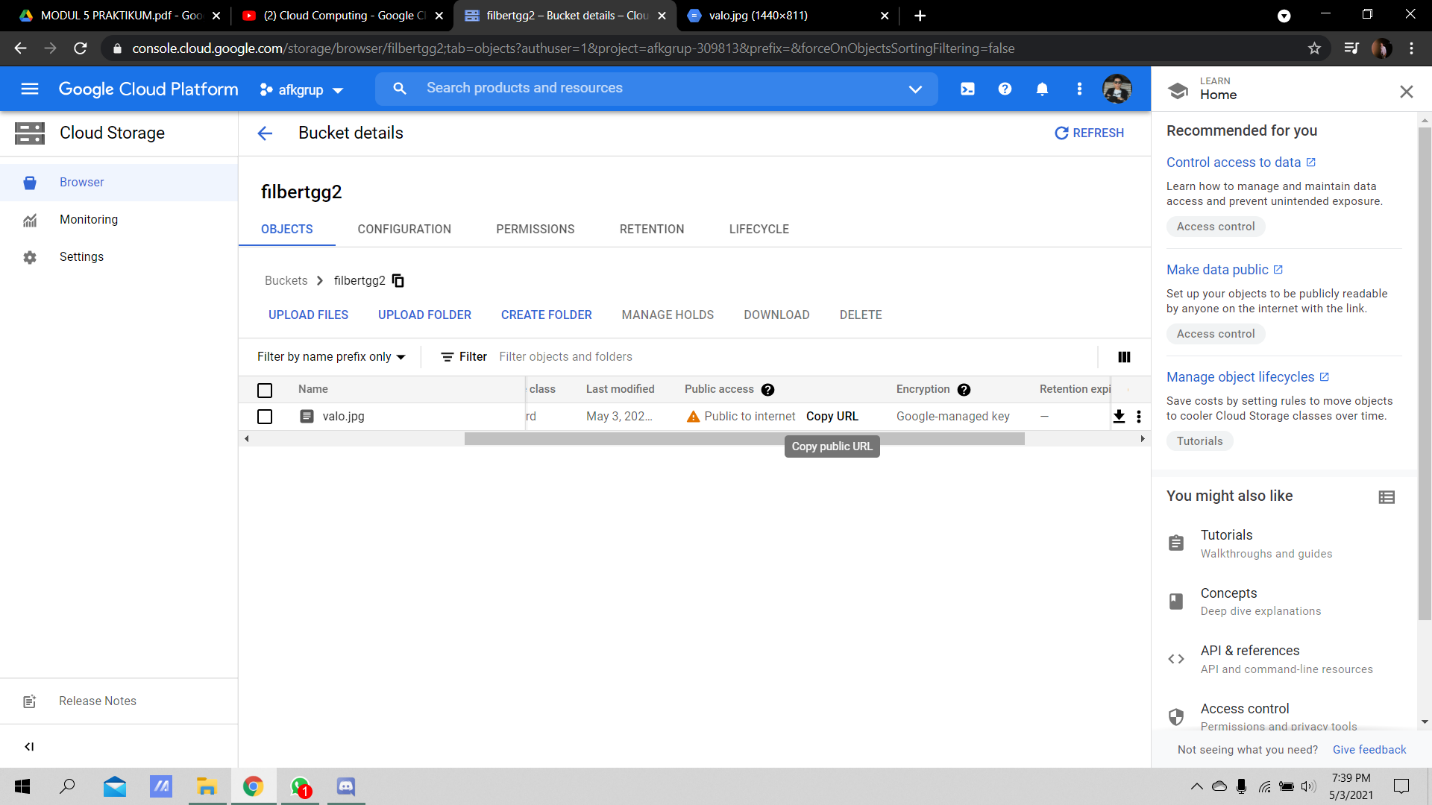 MODUL 5 PRAKTIKUM.pdf - Goo
(2) Cloud Computing - Google Cl
filbertgg2 – Bucket details – Clou
valo.jpg (1440×811)
console.cloud.google.com/storage/browser/filbertgg2;tab=objects?authuser=1&project=afkgrup-309813&prefix=&forceOnObjectsSortingFiltering=false
Google Cloud Platform
afkgrup
Search products and resources
LEARN
Home
Cloud Storage
Bucket details
REFRESH
Browser
Monitoring
Settings
filbertgg2
OBJECTS
CONFIGURATION
PERMISSIONS
RETENTION
LIFECYCLE
Buckets
filbertgg2
UPLOAD FILES
UPLOAD FOLDER
CREATE FOLDER
MANAGE HOLDS
DOWNLOAD
DELETE
Filter by name prefix only
Filter
Filter objects and folders
Name
class
Last modified
Public access
Encryption
Retention expi
valo.jpg
rd
May 3, 202...
Public to internet
Copy URL
Google-managed key
—
Copy public URL
Recommended for you
Control access to data
Learn how to manage and maintain data
access and prevent unintended exposure.
Access control
Make data public
Set up your objects to be publicly readable
by anyone on the internet with the link.
Access control
Manage object lifecycles
Save costs by setting rules to move objects
to cooler Cloud Storage classes over time.
Tutorials
You might also like
Tutorials
Walkthroughs and guides
Concepts
Deep dive explanations
API & references
API and command-line resources
Access control
Permissions and privacy tools
Not seeing what you need?
Give feedback
Release Notes
1
7:39 PM
5/3/2021